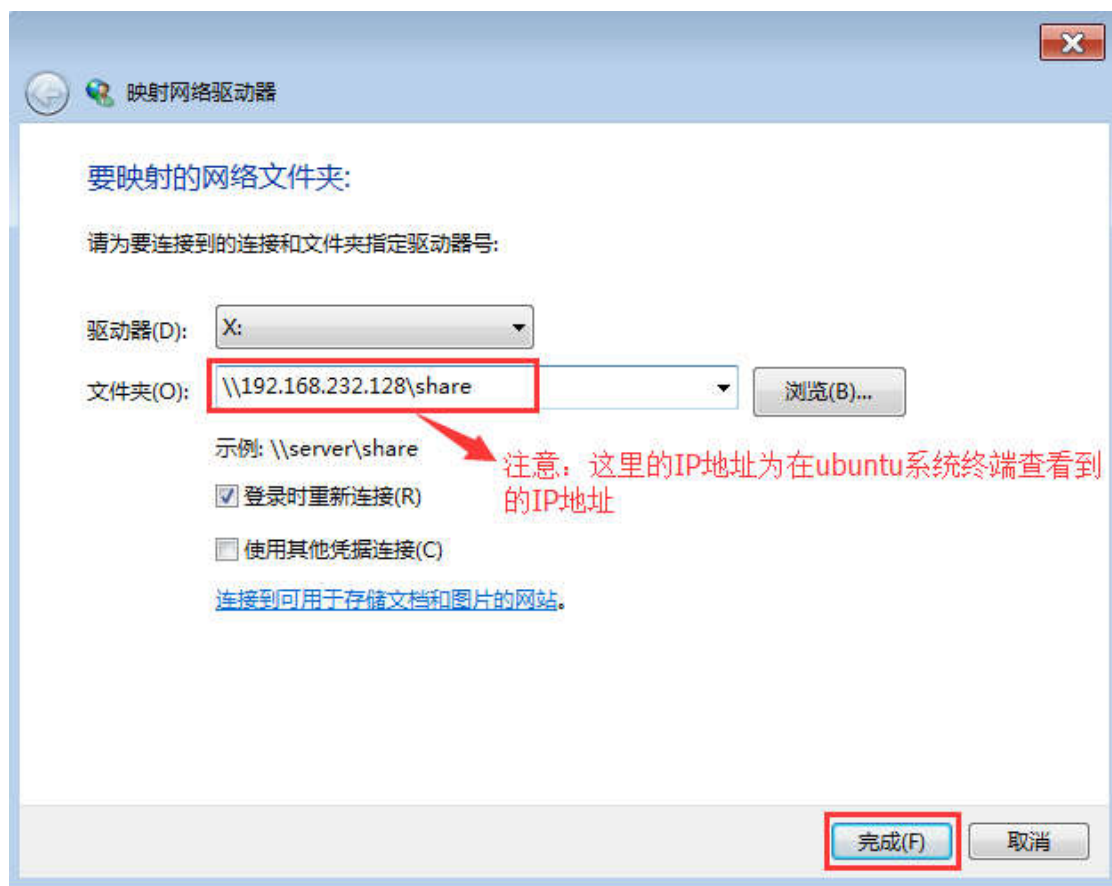 映射网络驱动器
要映射的网络文件夹:
请为要连接到的连接和文件夹指定驱动器号:
驱动器(D): X:
文件夹(O): \\192.168.232.128\share 浏览(B)...
示例: \\server\share
注意：这里的IP地址为在ubuntu系统终端查看到
的IP地址
登录时重新连接(R)
使用其他凭据连接(C)
连接到可用于存储文档和图片的网站。
完成(F) 取消